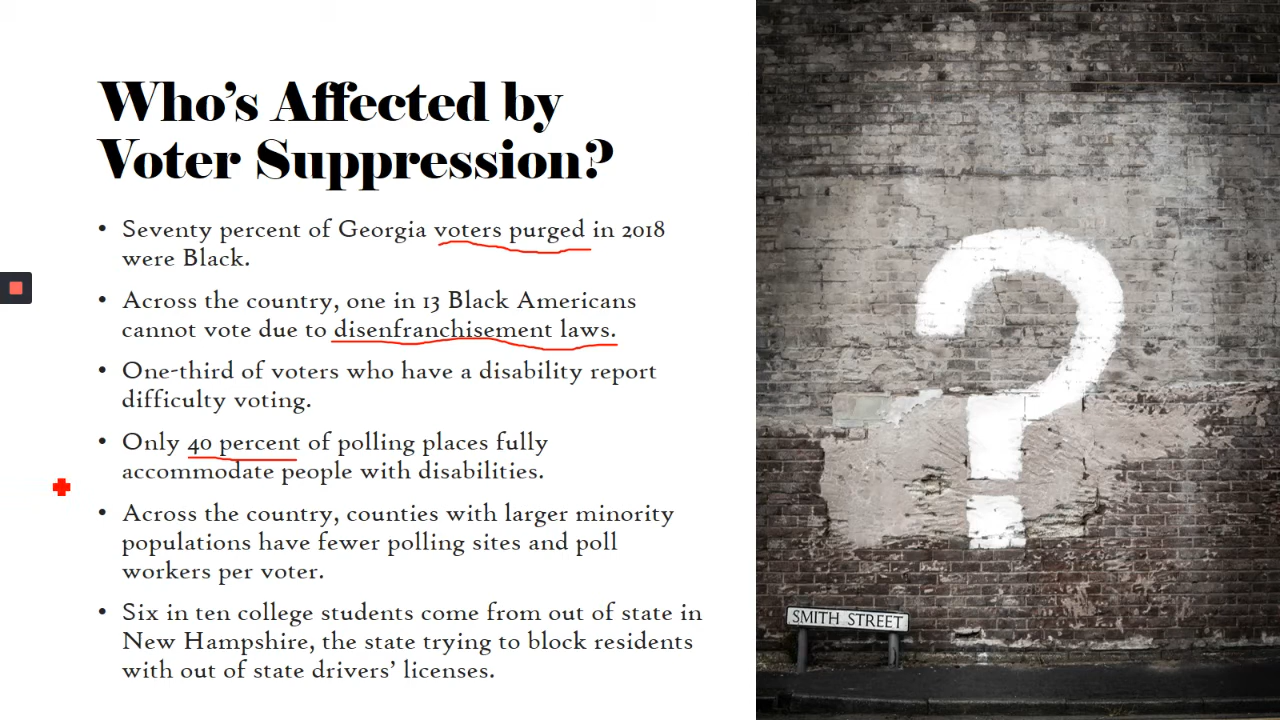 Who's Affected by
Voter Suppression?
• Seventy percent of Georgia voters purged in 2018
were Black.
• Across the country, one in 13 Black Americans
cannot vote due to disenfranchisement laws.
• One-third of voters who have a disability report
difficulty voting.
• Only 40 percent of polling places fully
accommodate people with disabilities.
• Across the country, counties with larger minority
populations have fewer polling sites and poll
workers per voter.
• Six in ten college students come from out of state in
New Hampshire, the state trying to block residents
with out of state drivers' licenses.
?
SMITH STREET